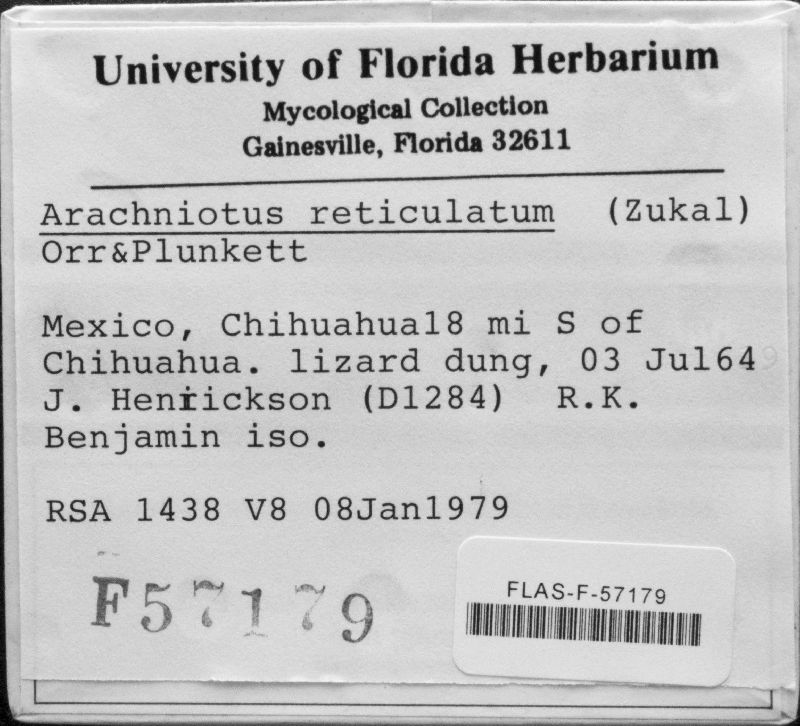 University of Florida Herbarium
Mycological Collection
Gainesville, Florida 32611
Arachniotus reticulatum (Zukal)
Orr&Plunkett
Mexico, Chihuahua18 mi S of
Chihuahua. lizard dung, 03 Jul64
J. Henrickson (D1284) R.K.
Benjamin iso.
RSA 1438 V8 08Jan1979
F57179
FLAS-F-57179